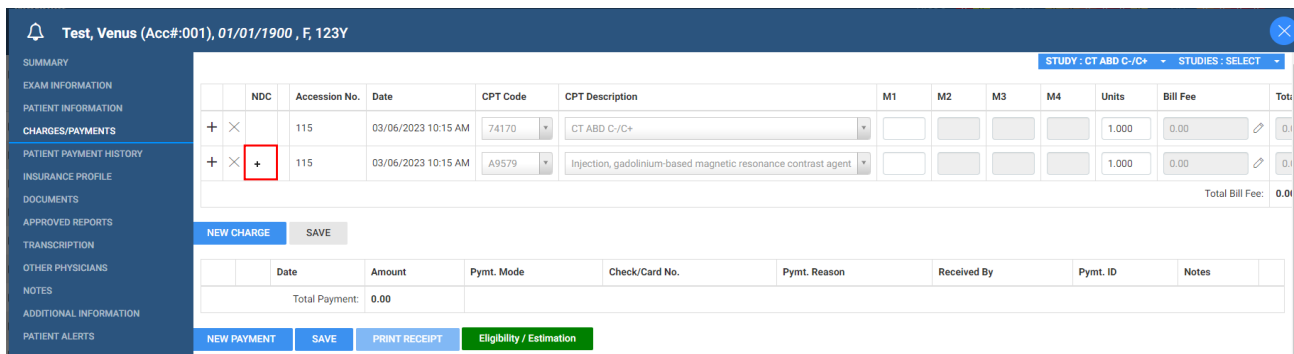 Test, Venus (Acc#:001), 01/01/1900 , F, 123Y
SUMMARY
EXAM INFORMATION
PATIENT INFORMATION
CHARGES/PAYMENTS
PATIENT PAYMENT HISTORY
INSURANCE PROFILE
DOCUMENTS
APPROVED REPORTS
TRANSCRIPTION
OTHER PHYSICIANS
NOTES
ADDITIONAL INFORMATION
PATIENT ALERTS
STUDY : CT ABD C-/C+ STUDIES : SELECT
NDC Accession No. Date CPT Code CPT Description M1 M2 M3 M4 Units Bill Fee
+ × 115 03/06/2023 10:15 AM 74170 CT ABD C-/C+ 1.000 0.00
+ × + 115 03/06/2023 10:15 AM A9579 Injection, gadolinium-based magnetic resonance contrast agent 1.000 0.00
Total Bill Fee:
NEW CHARGE SAVE
Date Amount Pymt. Mode Check/Card No. Pymt. Reason Received By Pymt. ID Notes
Total Payment: 0.00
NEW PAYMENT SAVE PRINT RECEIPT Eligibility / Estimation